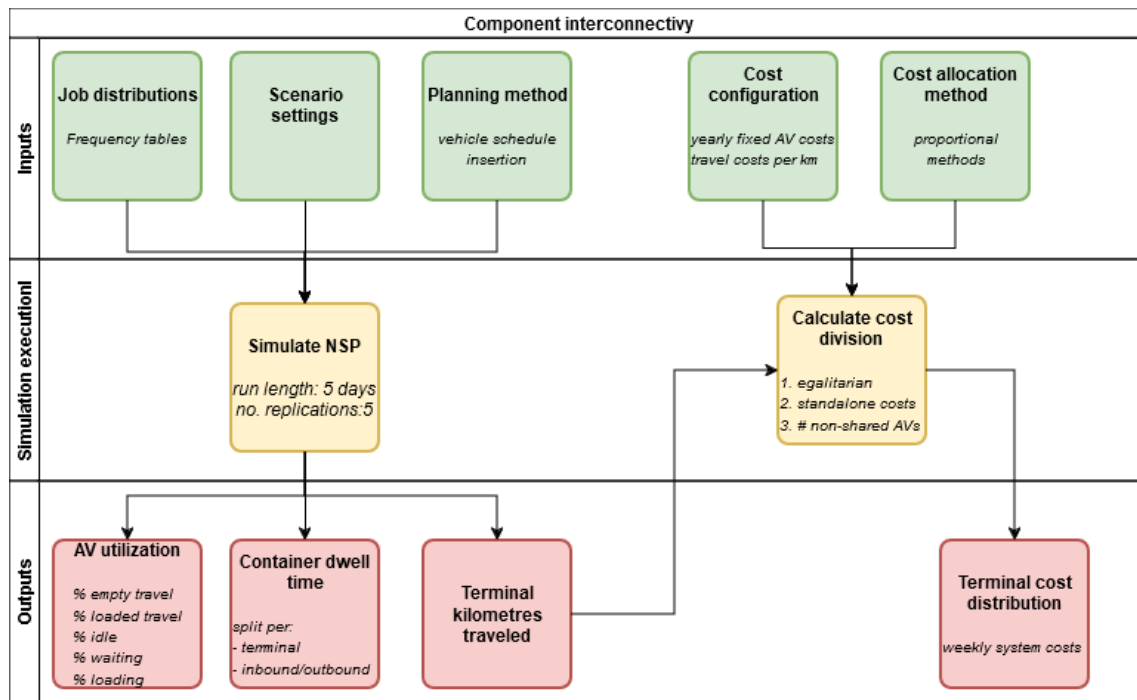 Component interconnectivy
Inputs
Job distributions
Frequency tables
Scenario
settings
Planning method
vehicle schedule
insertion
Cost
configuration
yearly fixed AV costs
travel costs per km
Cost allocation
method
proportional
methods
Simulation executionl
Simulate NSP
run length: 5 days
no. replications:5
Calculate cost
division
1. egalitarian
2. standalone costs
3. # non-shared AVs
Outputs
AV utilization
% empty travel
% loaded travel
% idle
% waiting
% loading
Container dwell
time
split per:
- terminal
- inbound/outbound
Terminal
kilometres
traveled
Terminal cost
distribution
weekly system costs